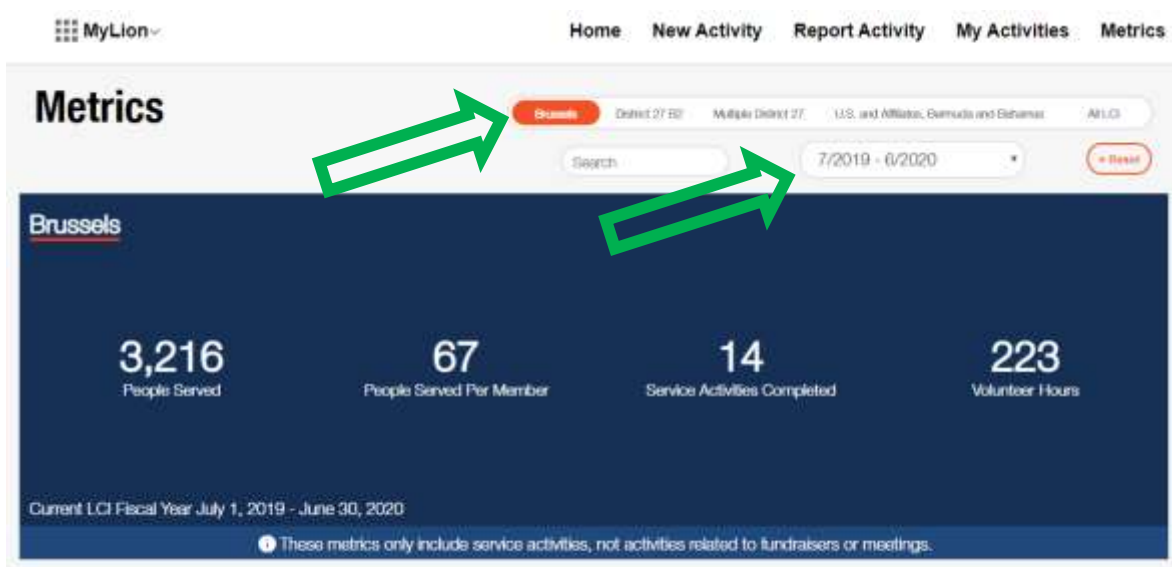 MyLion
Home New Activity Report Activity My Activities Metrics
Metrics
Brussels District 27 B2 Multiple District 27 U.S. and Affiliates, Bermuda and Bahamas All LCI
Search 7/2019 - 6/2020 Reset
Brussels
3,216 67 14 223
People Served People Served Per Member Service Activities Completed Volunteer Hours
Current LCI Fiscal Year July 1, 2019 - June 30, 2020
These metrics only include service activities, not activities related to fundraisers or meetings.